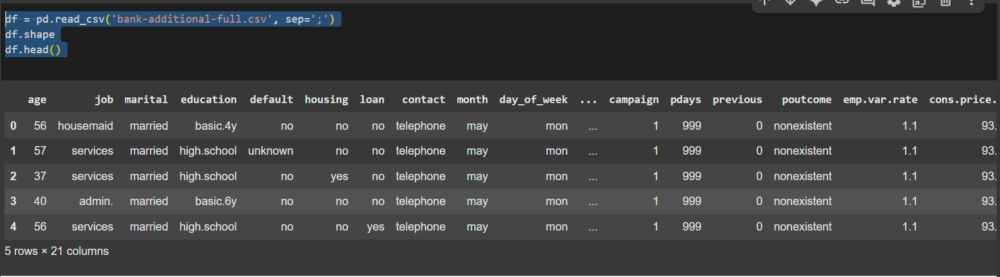 df = pd.read_csv('bank-additional-full.csv', sep=';')
df.shape
df.head()
age job marital education default housing loan contact month day_of_week ... campaign pdays previous poutcome emp.var.rate cons.price.
0 56 housemaid married basic.4y no no no telephone may mon ... 1 999 0 nonexistent 1.1 93.
1 57 services married high.school unknown no no telephone may mon ... 1 999 0 nonexistent 1.1 93.
2 37 services married high.school no yes no telephone may mon ... 1 999 0 nonexistent 1.1 93.
3 40 admin. married basic.6y no no no telephone may mon ... 1 999 0 nonexistent 1.1 93.
4 56 services married high.school no no yes telephone may mon ... 1 999 0 nonexistent 1.1 93.
5 rows × 21 columns